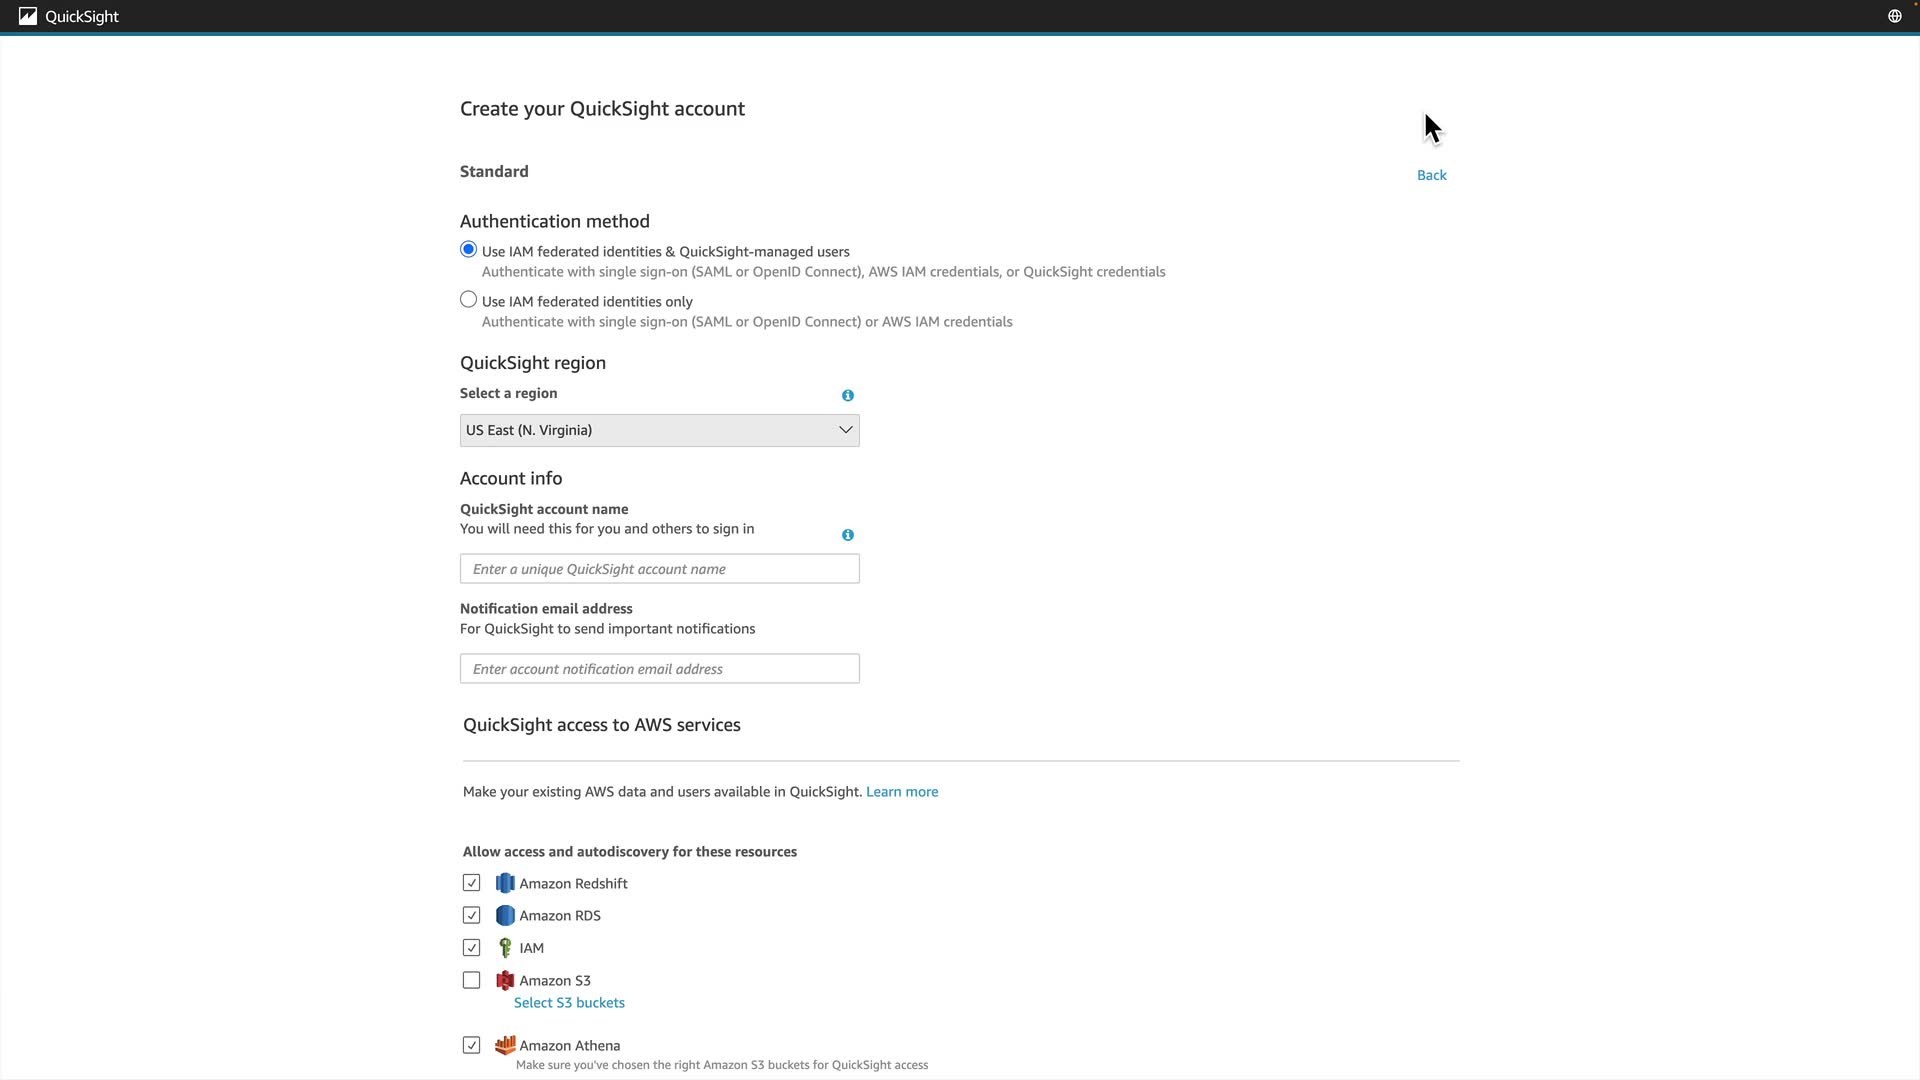 QuickSight
Create your QuickSight account
Standard
Back
Authentication method
Use IAM federated identities & QuickSight-managed users
Authenticate with single sign-on (SAML or OpenID Connect), AWS IAM credentials, or QuickSight credentials
Use IAM federated identities only
Authenticate with single sign-on (SAML or OpenID Connect) or AWS IAM credentials
QuickSight region
Select a region
US East (N. Virginia)
Account info
QuickSight account name
You will need this for you and others to sign in
Enter a unique QuickSight account name
Notification email address
For QuickSight to send important notifications
Enter account notification email address
QuickSight access to AWS services
Make your existing AWS data and users available in QuickSight. Learn more
Allow access and autodiscovery for these resources
Amazon Redshift
Amazon RDS
IAM
Amazon S3
Select S3 buckets
Amazon Athena
Make sure you've chosen the right Amazon S3 buckets for QuickSight access